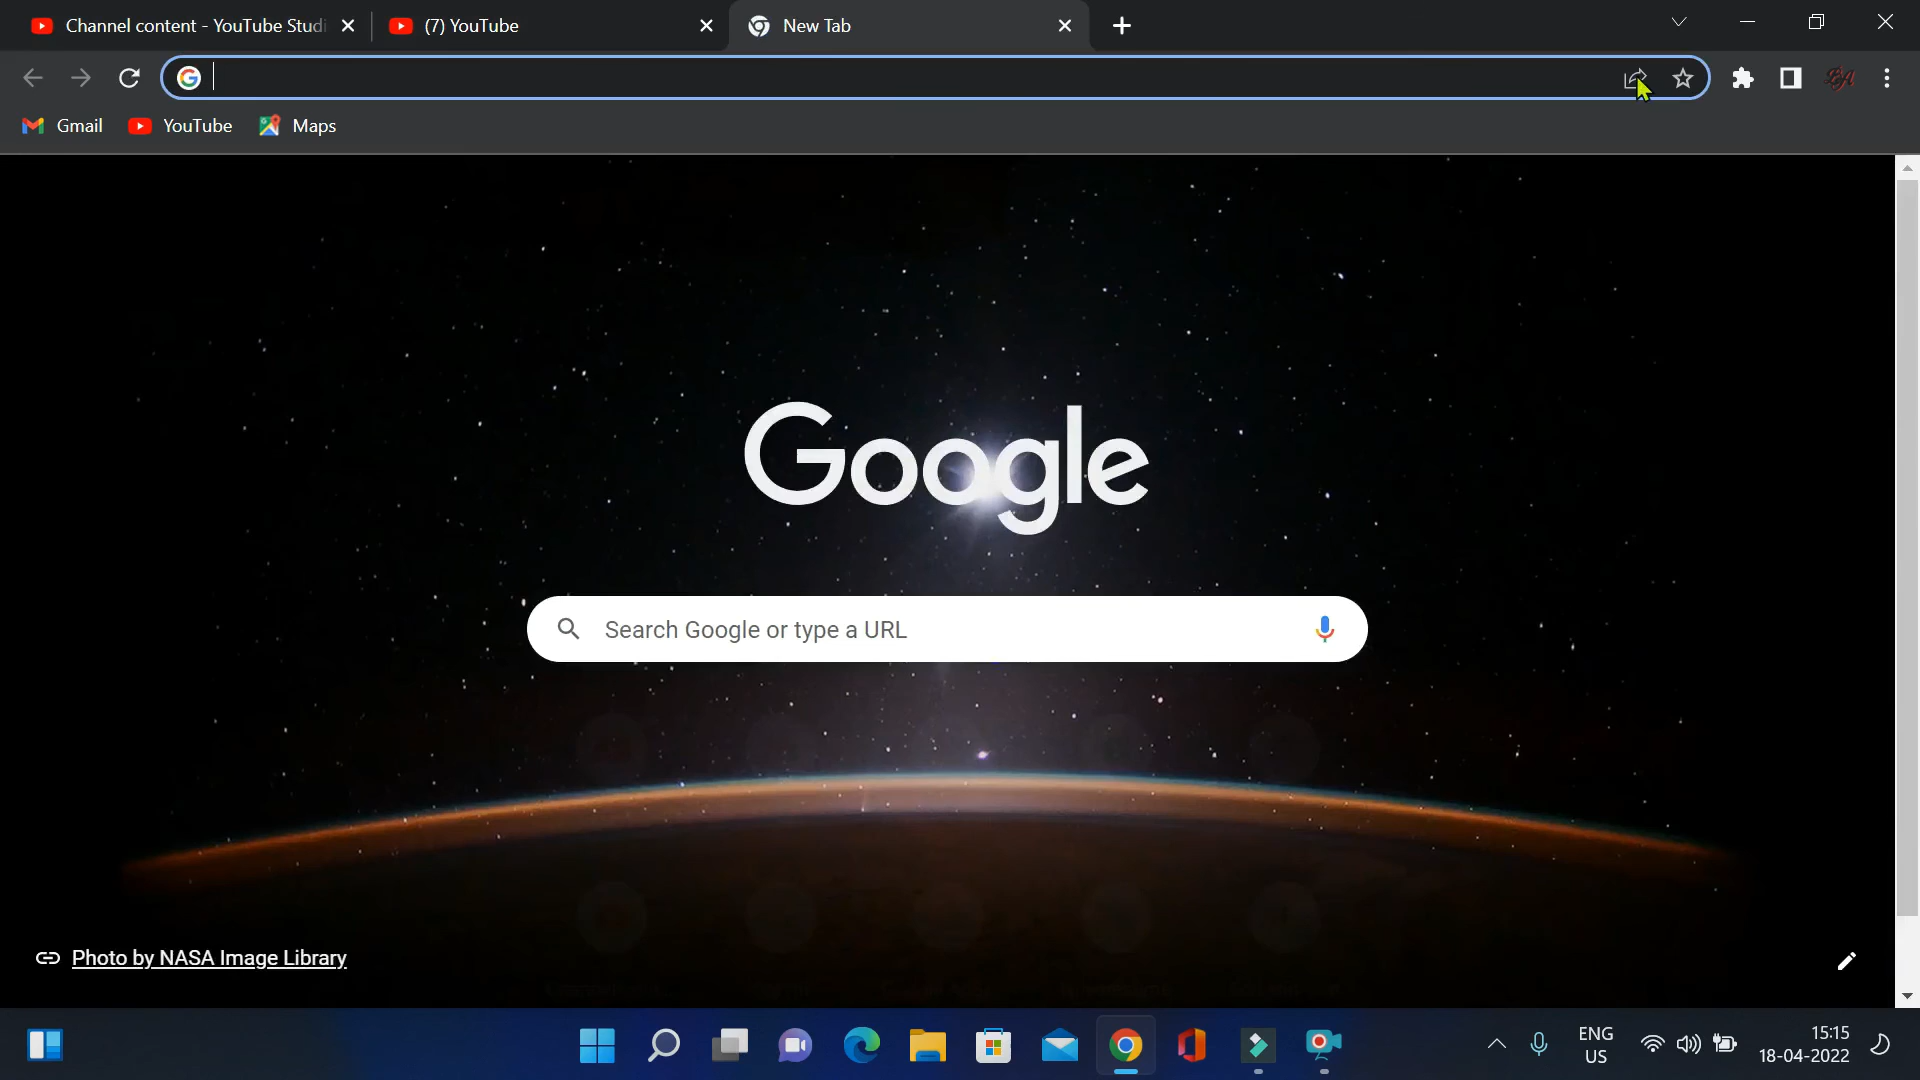 Channel content - YouTube Studi
(7) YouTube
New Tab
Gmail
YouTube
Maps
Google
Search Google or type a URL
Photo by NASA Image Library
ENG
US
15:15
18-04-2022